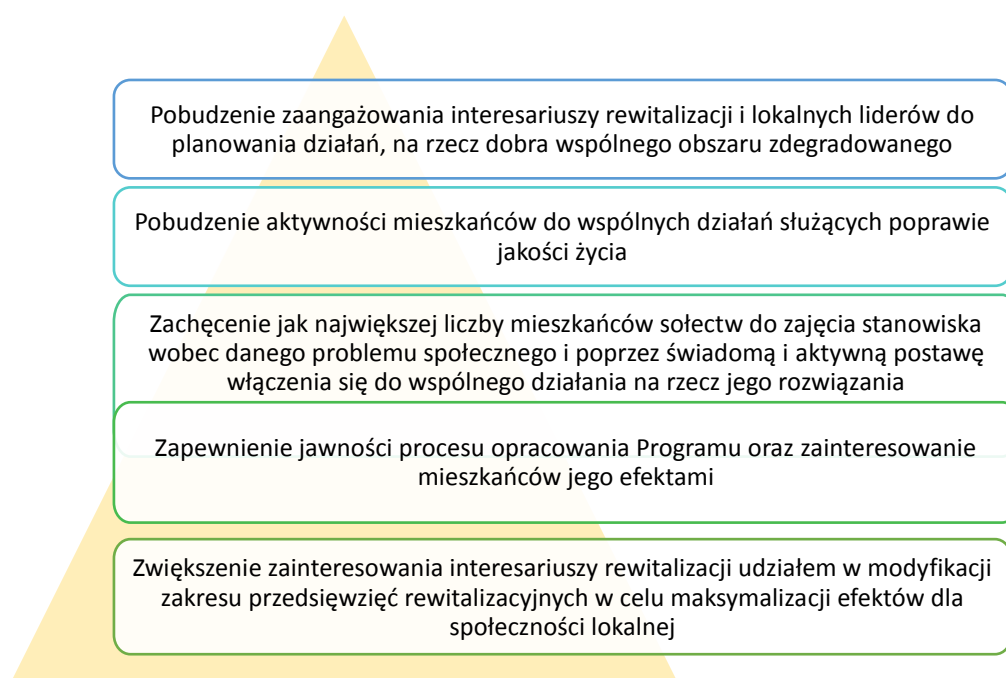 Pobudzenie zaangażowania interesariuszy rewitalizacji i lokalnych liderów do
planowania działań, na rzecz dobra wspólnego obszaru zdegradowanego
Pobudzenie aktywności mieszkańców do wspólnych działań służących poprawie
jakości życia
Zachęcenie jak największej liczby mieszkańców sołectw do zajęcia stanowiska
wobec danego problemu społecznego i poprzez świadomą i aktywną postawę
włączenia się do wspólnego działania na rzecz jego rozwiązania
Zapewnienie jawności procesu opracowania Programu oraz zainteresowanie
mieszkańców jego efektami
Zwiększenie zainteresowania interesariuszy rewitalizacji udziałem w modyfikacji
zakresu przedsięwzięć rewitalizacyjnych w celu maksymalizacji efektów dla
społeczności lokalnej